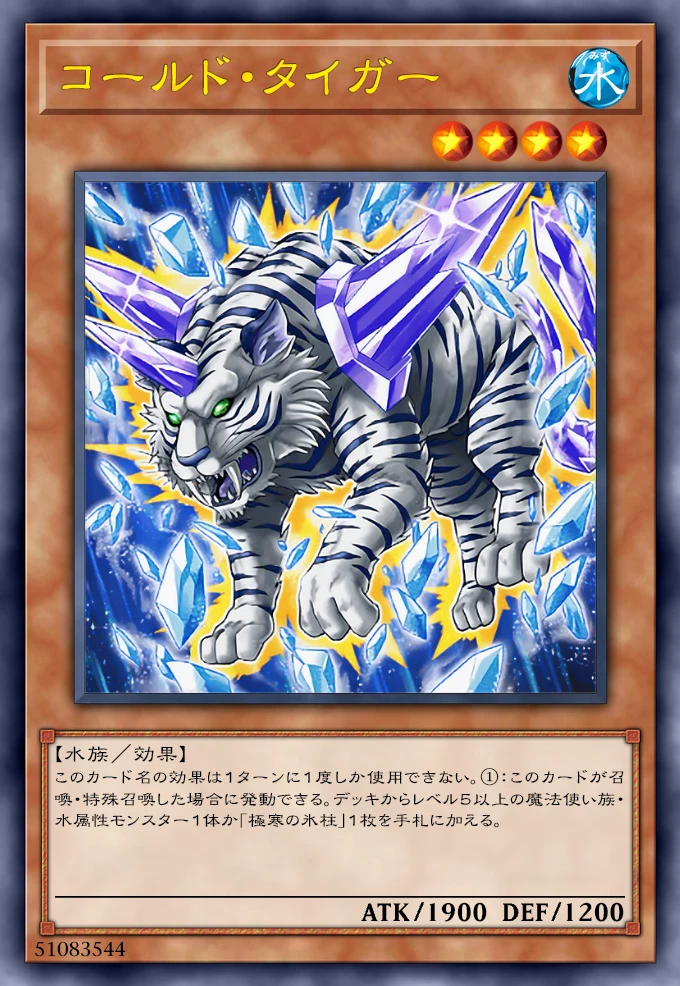 コールド・タイガー
みず
水
【水族／効果】
このカード名の効果は１ターンに１度しか使用できない。①：このカードが召
喚・特殊召喚した場合に発動できる。デッキからレベル５以上の魔法使い族・
水属性モンスター１体か「極寒の氷柱」１枚を手札に加える。
ATK/1900 DEF/1200
51083544